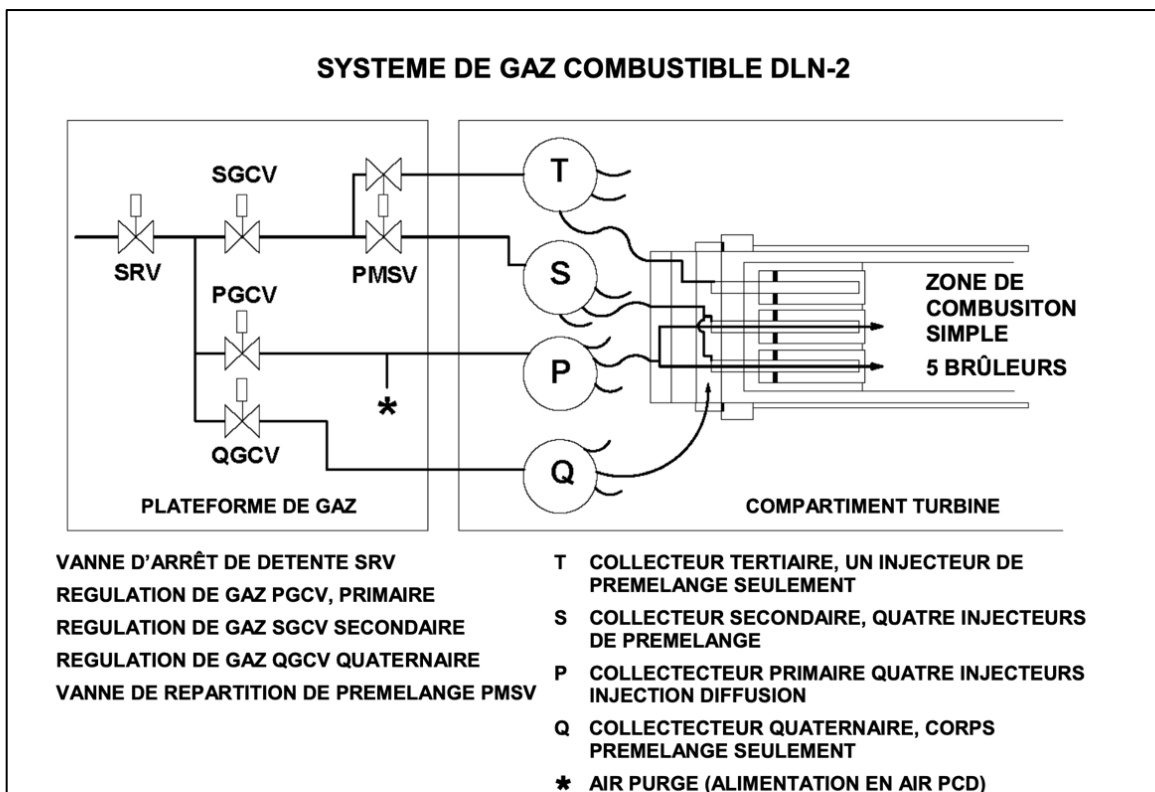 SYSTEME DE GAZ COMBUSTIBLE DLN-2
SGCV
SRV
PMSV
PGCV
QGCV
PLATEFORME DE GAZ
T
S
P
Q
*
ZONE DE
COMBUSITON
SIMPLE
5 BRÛLEURS
COMPARTIMENT TURBINE
VANNE D'ARRÊT DE DETENTE SRV
REGULATION DE GAZ PGCV, PRIMAIRE
REGULATION DE GAZ SGCV SECONDAIRE
REGULATION DE GAZ QGCV QUATERNAIRE
VANNE DE REPARTITION DE PREMELANGE PMSV
T COLLECTEUR TERTIAIRE, UN INJECTEUR DE
PREMELANGE SEULEMENT
S COLLECTEUR SECONDAIRE, QUATRE INJECTEURS
DE PREMELANGE
P COLLECTECTEUR PRIMAIRE QUATRE INJECTEURS
INJECTION DIFFUSION
Q COLLECTECTEUR QUATERNAIRE, CORPS
PREMELANGE SEULEMENT
* AIR PURGE (ALIMENTATION EN AIR PCD)